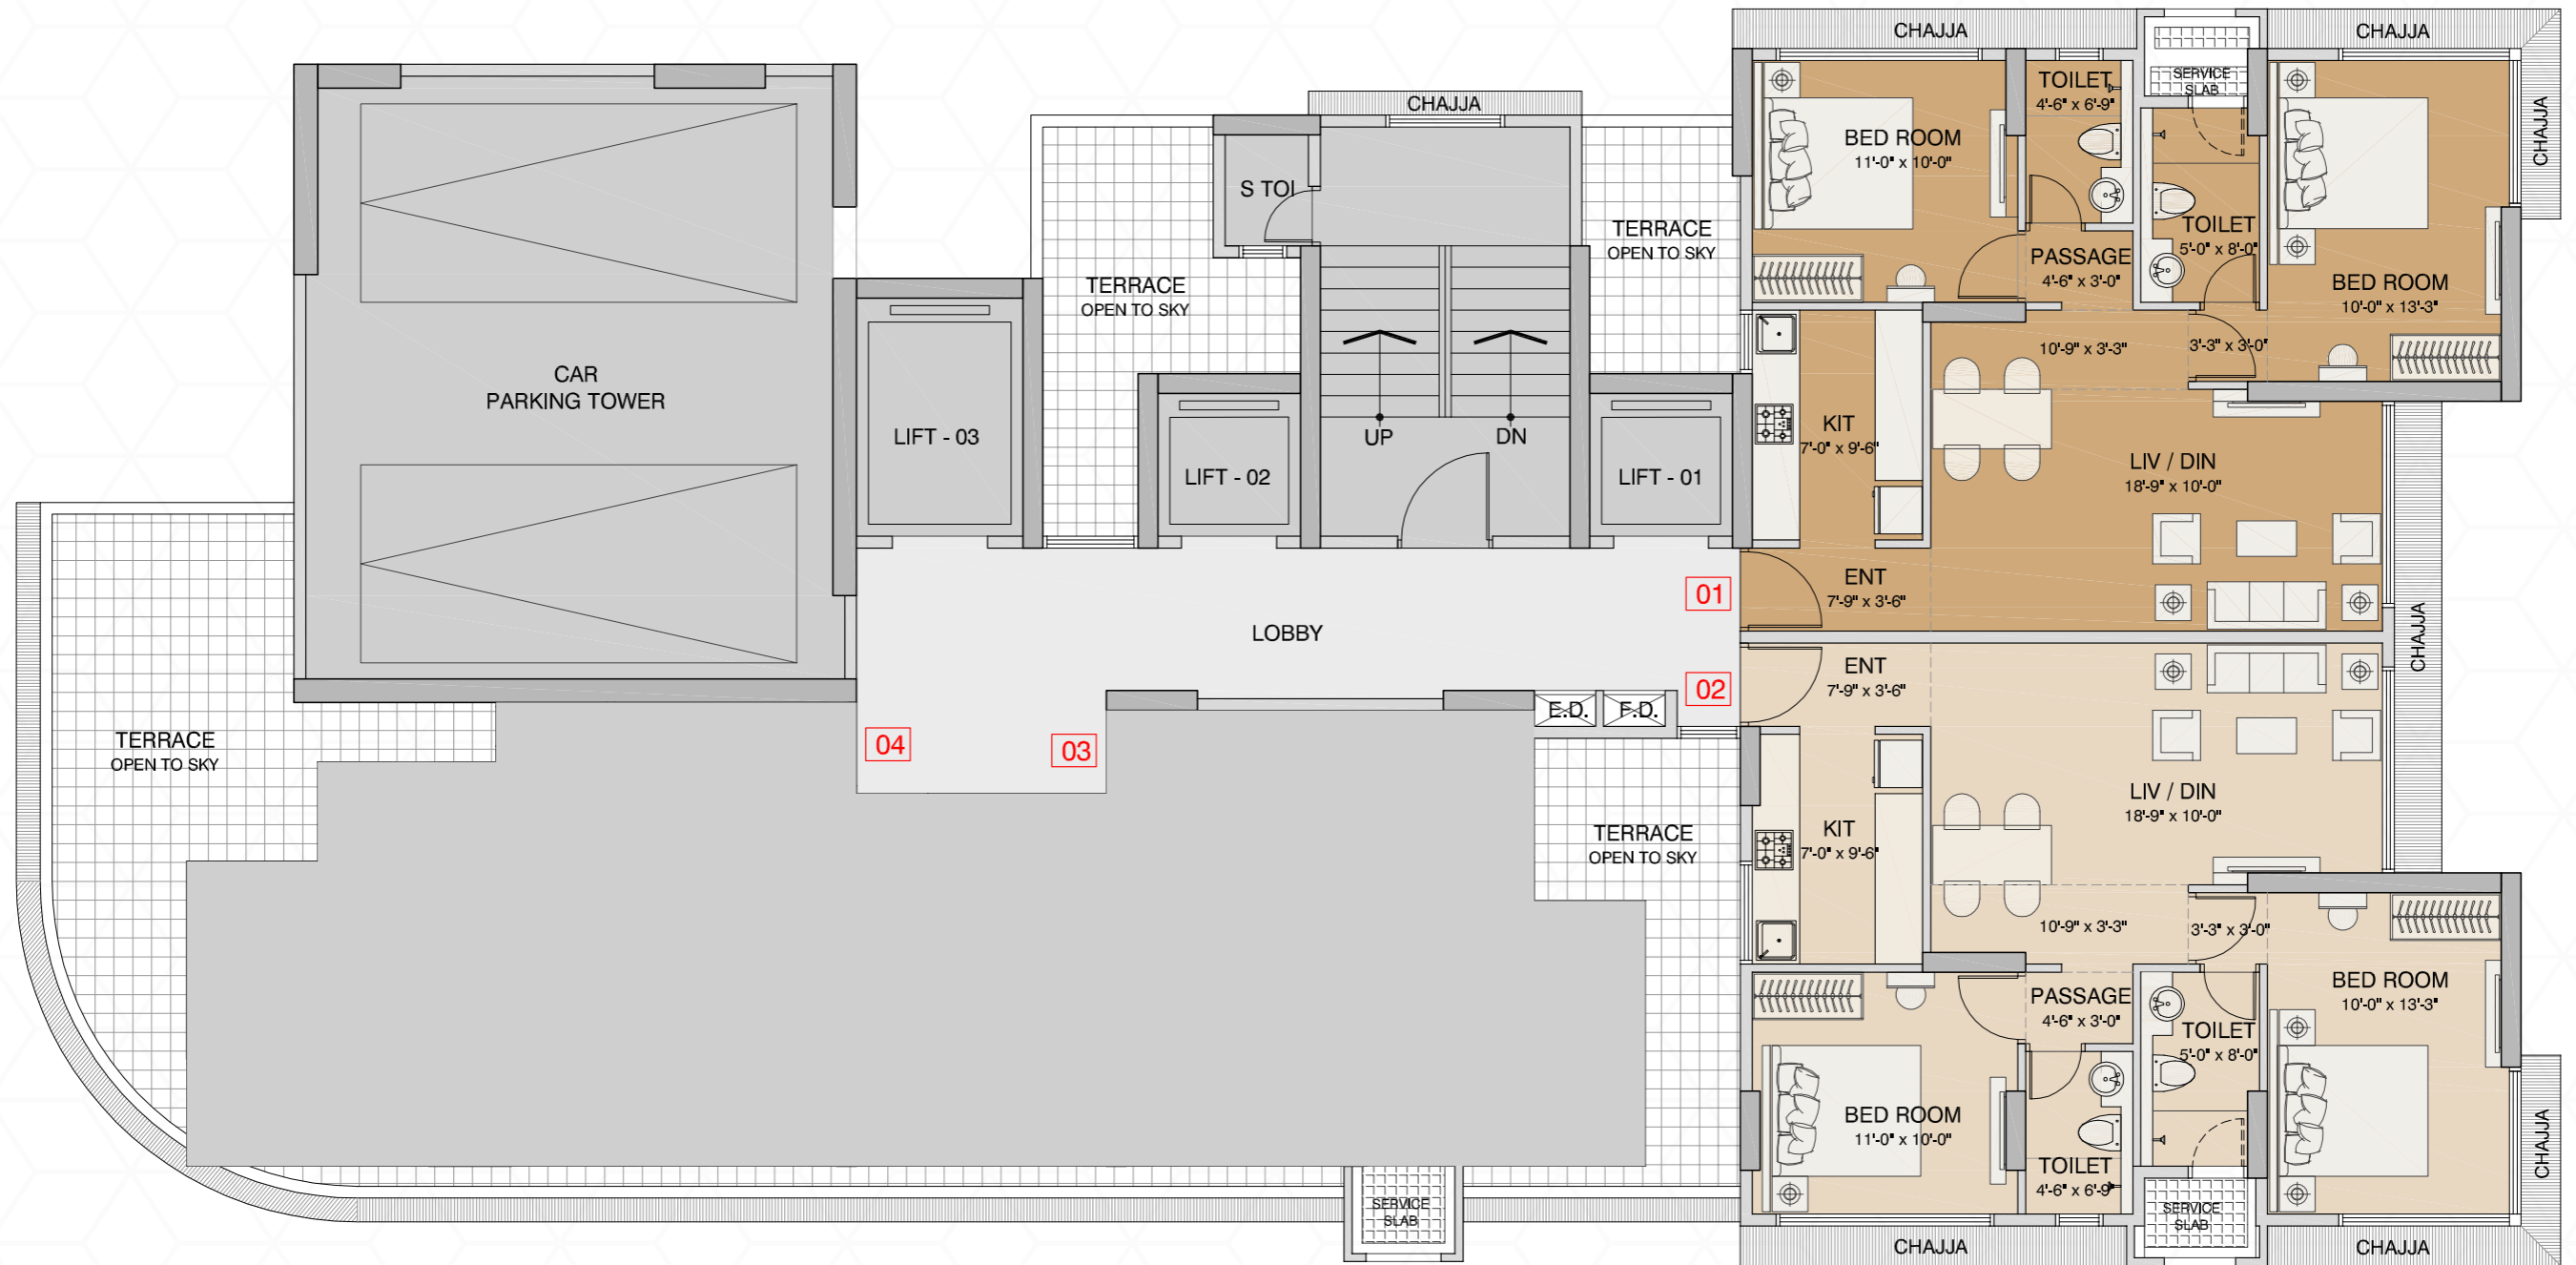 CHAJJA
CHAJJA
CHAJJA
SERVICE
SLAB
TOILET
4'-6" x 6'-9"
BED ROOM
11'-0" x 10'-0"
CHAJJA
S TOI
TERRACE
OPEN TO SKY
TERRACE
OPEN TO SKY
TOILET
5'-0" x 8'-0"
PASSAGE
4'-6" x 3'-0"
BED ROOM
10'-0" x 13'-3"
10'-9" x 3'-3"
3'-3" x 3'-0"
CAR
PARKING TOWER
LIFT - 03
LIFT - 02
UP
DN
LIFT - 01
KIT
7'-0" x 9'-6"
LIV / DIN
18'-9" x 10'-0"
ENT
7'-9" x 3'-6"
01
LOBBY
CHAJJA
02
ENT
7'-9" x 3'-6"
E.D.
F.D.
04
03
TERRACE
OPEN TO SKY
TERRACE
OPEN TO SKY
KIT
7'-0" x 9'-6"
LIV / DIN
18'-9" x 10'-0"
10'-9" x 3'-3"
3'-3" x 3'-0"
PASSAGE
4'-6" x 3'-0"
BED ROOM
10'-0" x 13'-3"
TOILET
5'-0" x 8'-0"
BED ROOM
11'-0" x 10'-0"
TOILET
4'-6" x 6'-9"
CHAJJA
SERVICE
SLAB
SERVICE
SLAB
CHAJJA
CHAJJA